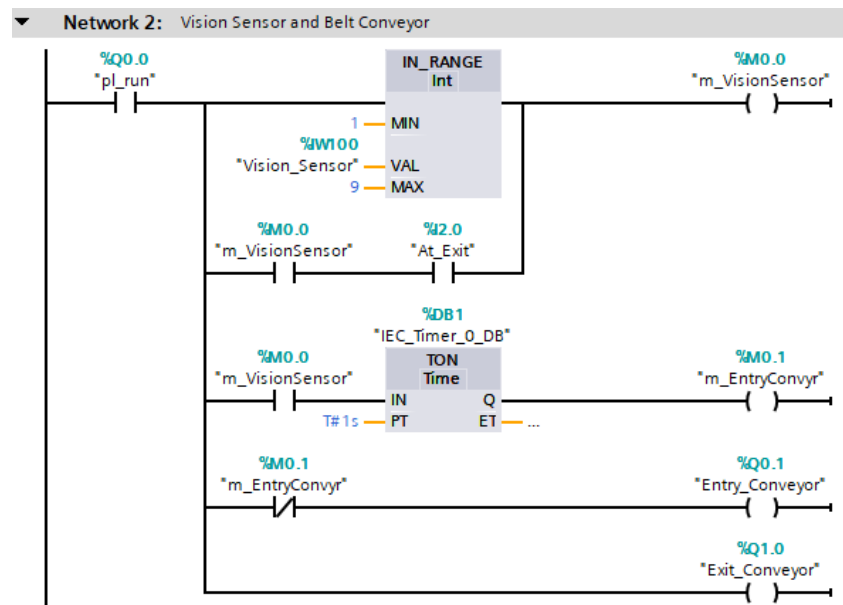 Network 2: Vision Sensor and Belt Conveyor
%Q0.0
"pl_run"
IN_RANGE
Int
%M0.0
"m_VisionSensor"
1
MIN
%IW100
"Vision_Sensor"
VAL
9
MAX
%M0.0
"m_VisionSensor"
%I2.0
"At_Exit"
%DB1
"IEC_Timer_0_DB"
%M0.0
"m_VisionSensor"
TON
Time
%M0.1
"m_EntryConvyr"
IN
Q
T#1s
PT
ET
...
%M0.1
"m_EntryConvyr"
%Q0.1
"Entry_Conveyor"
%Q1.0
"Exit_Conveyor"